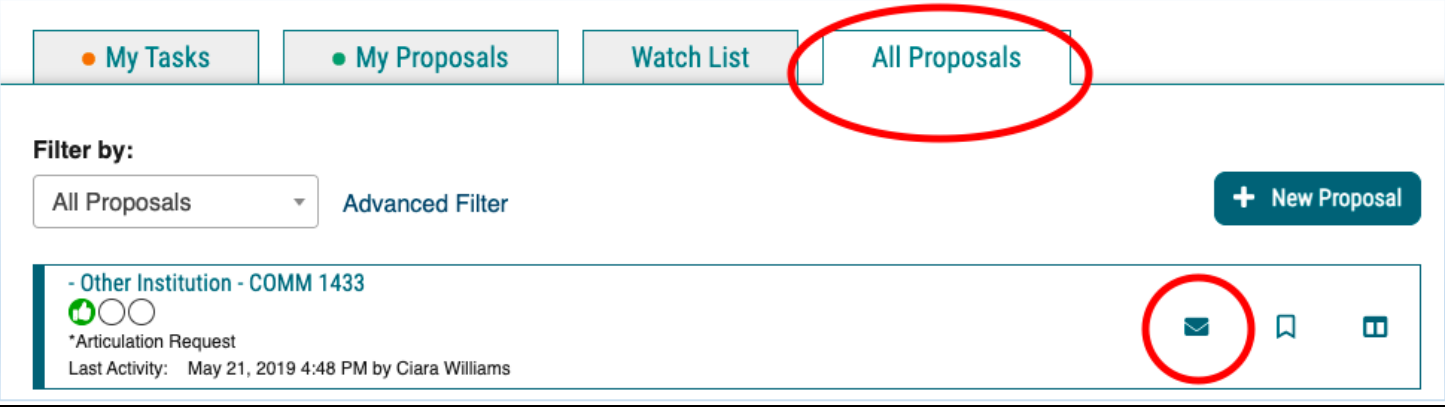 My Tasks
My Proposals
Watch List
All Proposals
Filter by:
All Proposals
Advanced Filter
New Proposal
- Other Institution - COMM 1433
*Articulation Request
Last Activity: May 21, 2019 4:48 PM by Ciara Williams